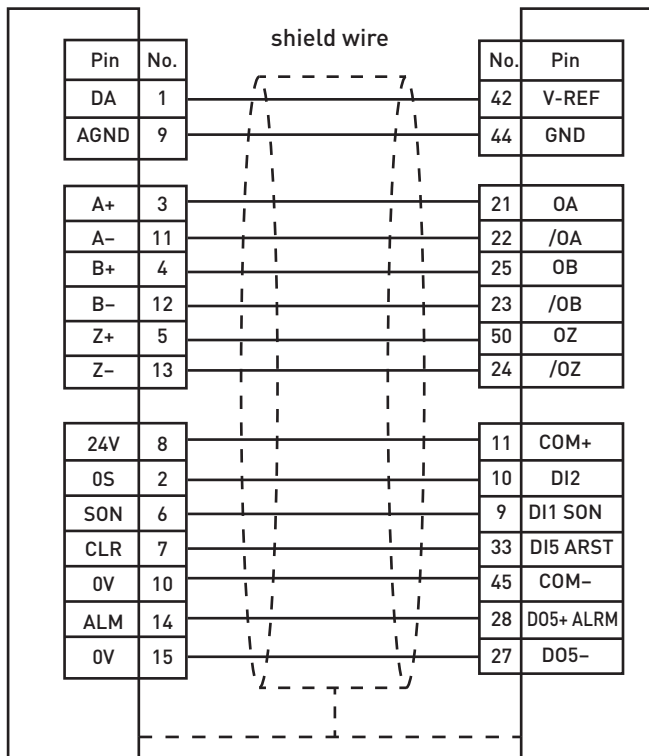 shield wire
Pin No. No. Pin
DA 1 42 V-REF
AGND 9 44 GND
A+ 3 21 OA
A– 11 22 /OA
B+ 4 25 OB
B– 12 23 /OB
Z+ 5 50 OZ
Z– 13 24 /OZ
24V 8 11 COM+
0S 2 10 DI2
SON 6 9 DI1 SON
CLR 7 33 DI5 ARST
0V 10 45 COM–
ALM 14 28 DO5+ ALRM
0V 15 27 DO5–